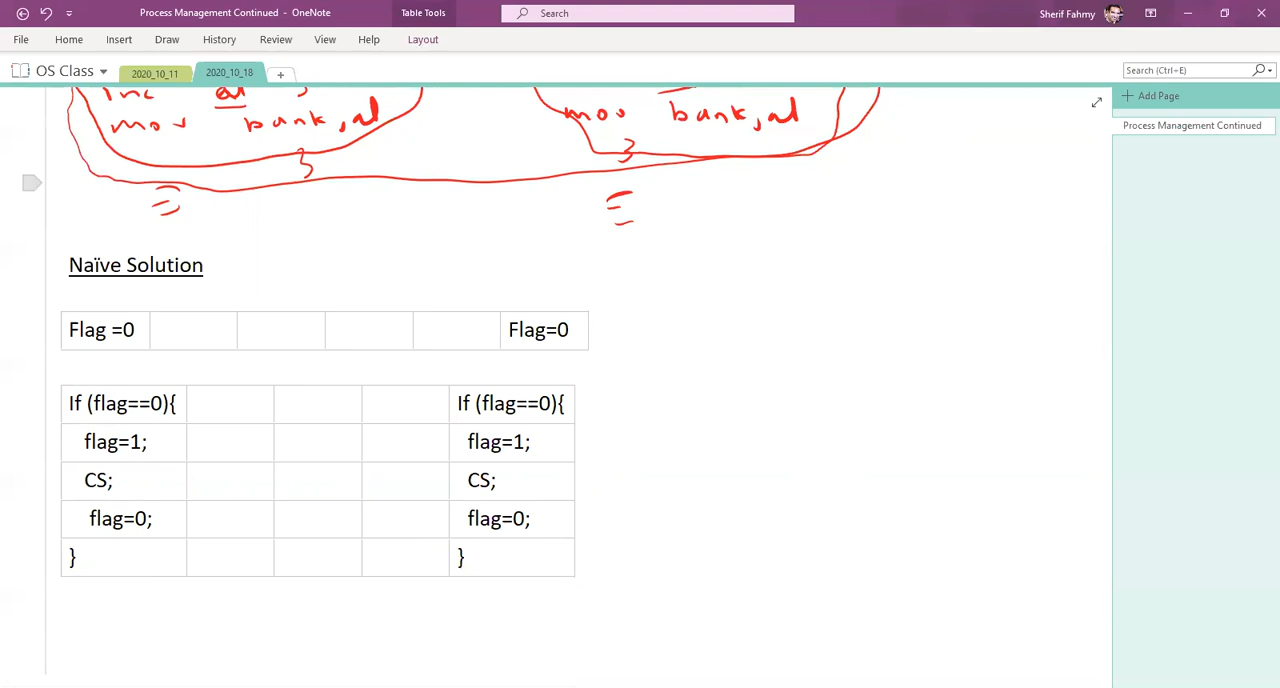 Process Management Continued - OneNote
Table Tools
Search
Sherif Fahmy
File Home Insert Draw History Review View Help Layout
OS Class
2020_10_11
2020_10_18
Search (Ctrl+E)
Add Page
Process Management Continued
inc al ;
mov bank, al
mov bank, al
Naïve Solution
Flag =0 Flag=0
If (flag==0){ If (flag==0){
flag=1; flag=1;
CS; CS;
flag=0; flag=0;
} }